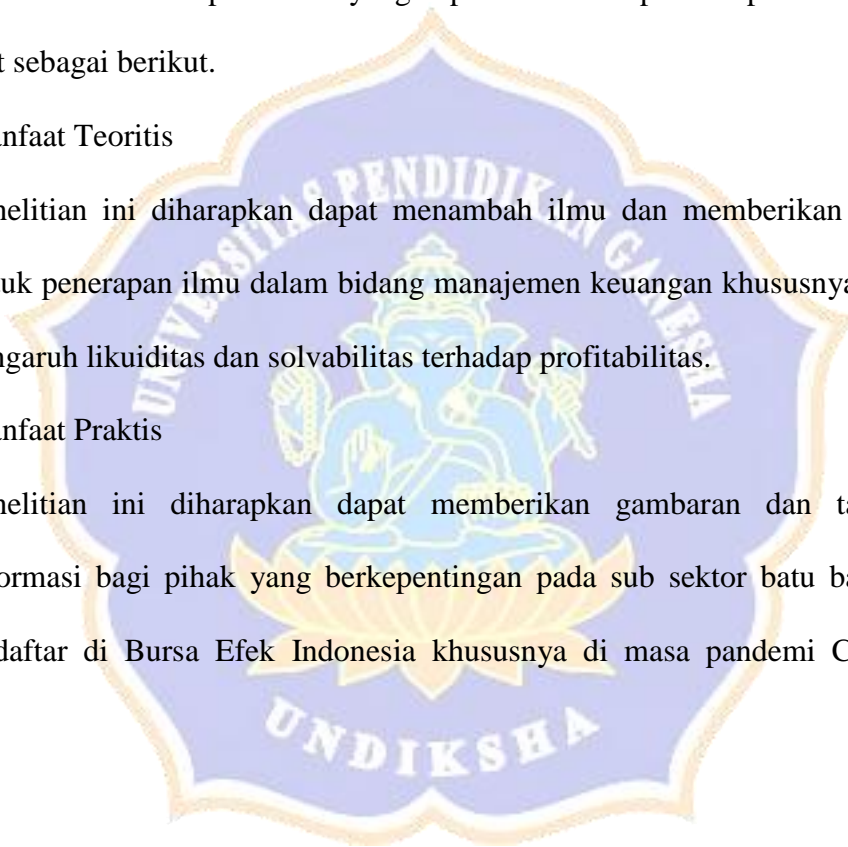 t sebagai berikut.
nfaat Teoritis
nelitian ini diharapkan dapat menambah ilmu dan memberikan
tuk penerapan ilmu dalam bidang manajemen keuangan khususnya
ngaruh likuiditas dan solvabilitas terhadap profitabilitas.
nfaat Praktis
nelitian ini diharapkan dapat memberikan gambaran dan ta
ormasi bagi pihak yang berkepentingan pada sub sektor batu ba
daftar di Bursa Efek Indonesia khususnya di masa pandemi C
UNIVERSITAS PENDIDIKAN GANESHA
UNDIKSHA